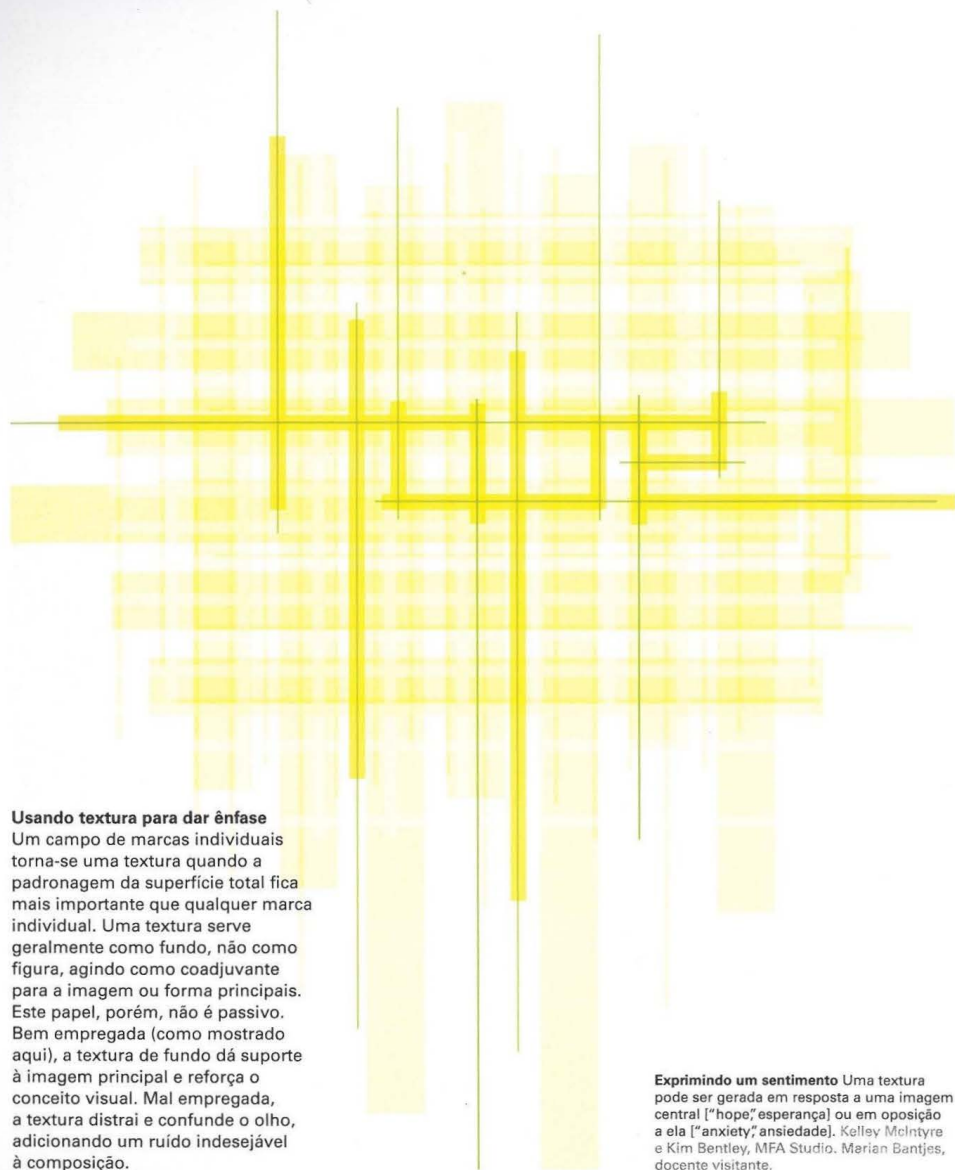 hope
Usando textura para dar ênfase
Um campo de marcas individuais
torna-se uma textura quando a
padronagem da superfície total fica
mais importante que qualquer marca
individual. Uma textura serve
geralmente como fundo, não como
figura, agindo como coadjuvante
para a imagem ou forma principais.
Este papel, porém, não é passivo.
Bem empregada (como mostrado
aqui), a textura de fundo dá suporte
à imagem principal e reforça o
conceito visual. Mal empregada,
a textura distrai e confunde o olho,
adicionando um ruído indesejável
à composição.
Exprimindo um sentimento Uma textura
pode ser gerada em resposta a uma imagem
central ["hope," esperança] ou em oposição
a ela ["anxiety," ansiedade]. Kelley McIntyre
e Kim Bentley, MFA Studio. Marian Bantjes,
docente visitante.